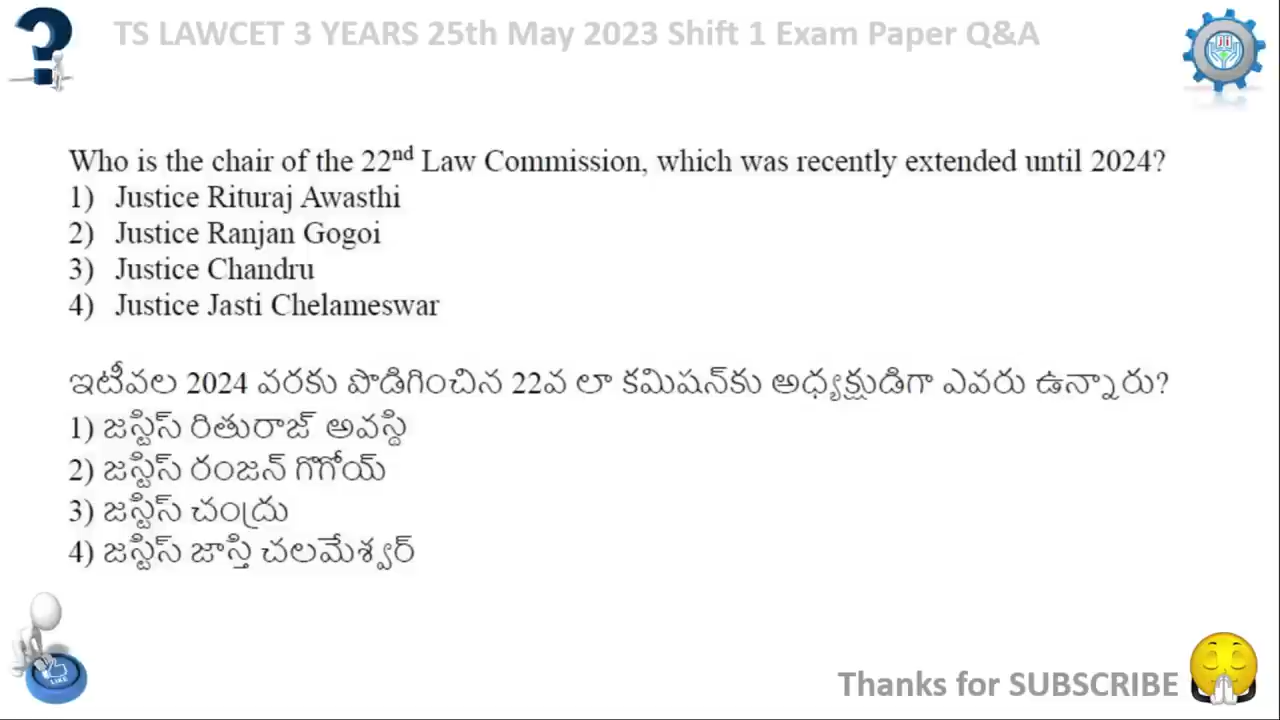 TS LAWCET 3 YEARS 25th May 2023 Shift 1 Exam Paper Q&A
Who is the chair of the 22nd Law Commission, which was recently extended until 2024?
1) Justice Rituraj Awasthi
2) Justice Ranjan Gogoi
3) Justice Chandru
4) Justice Jasti Chelameswar
ఇటీవల 2024 వరకు పొడిగించిన 22వ లా కమిషన్‌కు అధ్యక్షుడిగా ఎవరు ఉన్నారు?
1) జస్టిస్ రితురాజ్ అవస్థి
2) జస్టిస్ రంజన్ గొగోయ్
3) జస్టిస్ చంద్రు
4) జస్టిస్ జాస్తి చలమేశ్వర్
LIKE
Thanks for SUBSCRIBE